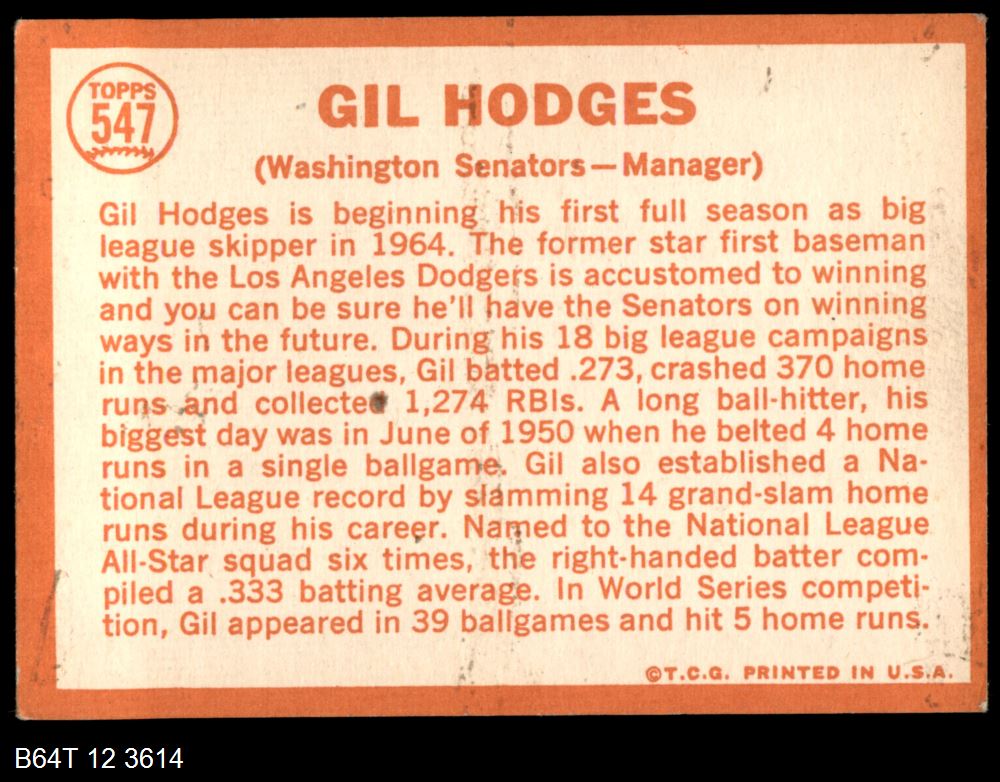 TOPPS
547
GIL HODGES
(Washington Senators—Manager)
Gil Hodges is beginning his first full season as big
league skipper in 1964. The former star first baseman
with the Los Angeles Dodgers is accustomed to winning
and you can be sure he'll have the Senators on winning
ways in the future. During his 18 big league campaigns
in the major leagues, Gil batted .273, crashed 370 home
runs and collected 1,274 RBIs. A long ball-hitter, his
biggest day was in June of 1950 when he belted 4 home
runs in a single ballgame. Gil also established a Na-
tional League record by slamming 14 grand-slam home
runs during his career. Named to the National League
All-Star squad six times, the right-handed batter com-
piled a .333 batting average. In World Series competi-
tion, Gil appeared in 39 ballgames and hit 5 home runs.
©T.C.G. PRINTED IN U.S.A.
B64T 12 3614